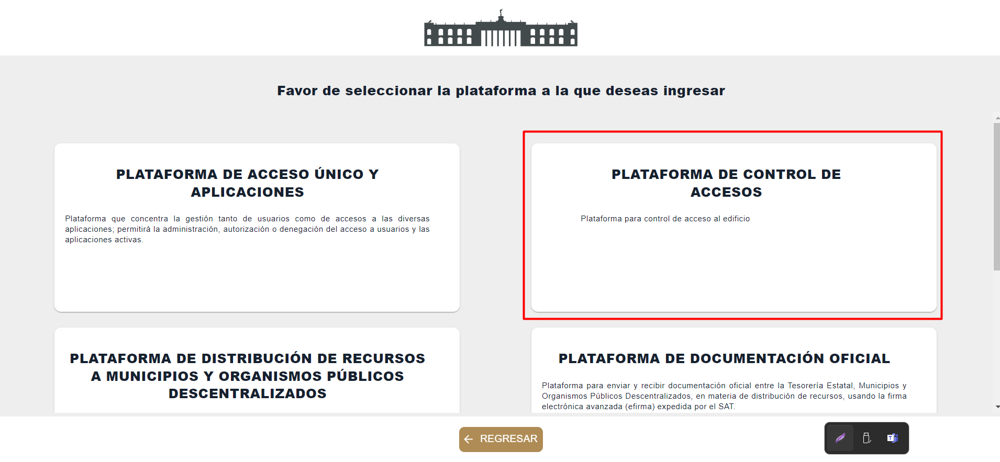 Favor de seleccionar la plataforma a la que deseas ingresar
PLATAFORMA DE ACCESO ÚNICO Y
APLICACIONES
Plataforma que concentra la gestión tanto de usuarios como de accesos a las diversas
aplicaciones; permitirá la administración, autorización o denegación del acceso a usuarios y las
aplicaciones activas.
PLATAFORMA DE CONTROL DE
ACCESOS
Plataforma para control de acceso al edificio
PLATAFORMA DE DISTRIBUCIÓN DE RECURSOS
A MUNICIPIOS Y ORGANISMOS PÚBLICOS
DESCENTRALIZADOS
PLATAFORMA DE DOCUMENTACIÓN OFICIAL
Plataforma para enviar y recibir documentación oficial entre la Tesorería Estatal, Municipios y
Organismos Públicos Descentralizados, en materia de distribución de recursos, usando la firma
electrónica avanzada (efirma) expedida por el SAT.
REGRESAR